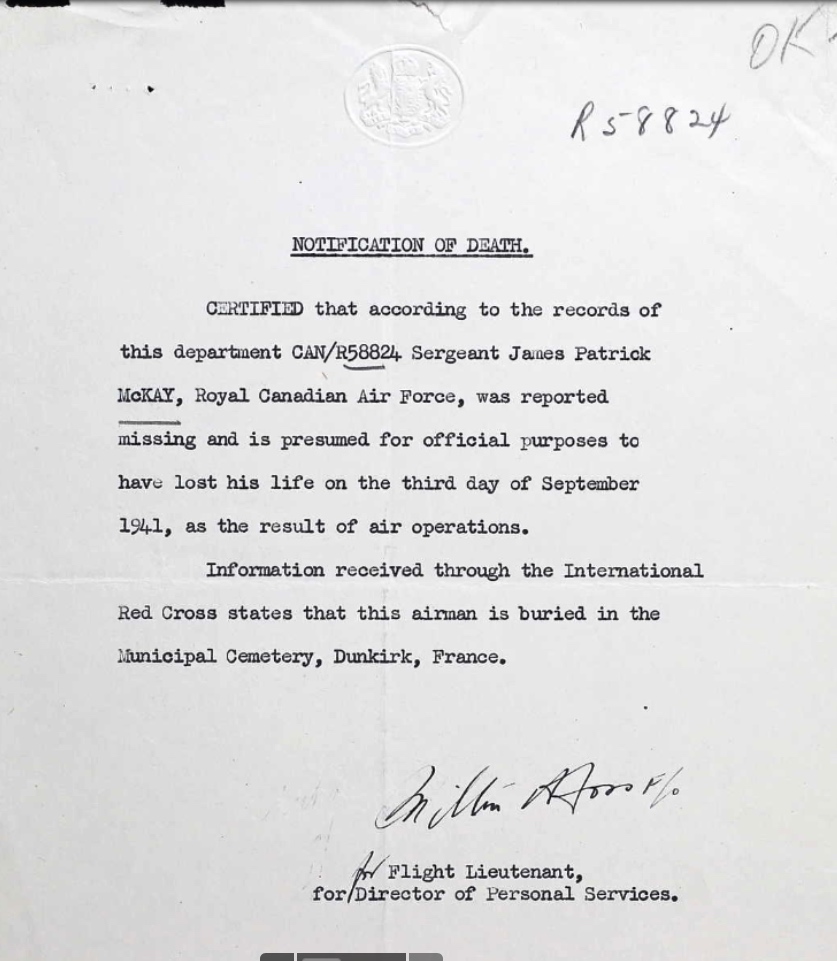 OK
R58824
NOTIFICATION OF DEATH.
CERTIFIED that according to the records of
this department CAN/R58824 Sergeant James Patrick
McKAY, Royal Canadian Air Force, was reported
missing and is presumed for official purposes to
have lost his life on the third day of September
1941, as the result of air operations.
Information received through the International
Red Cross states that this airman is buried in the
Municipal Cemetery, Dunkirk, France.
F/o
for Flight Lieutenant,
for/Director of Personal Services.